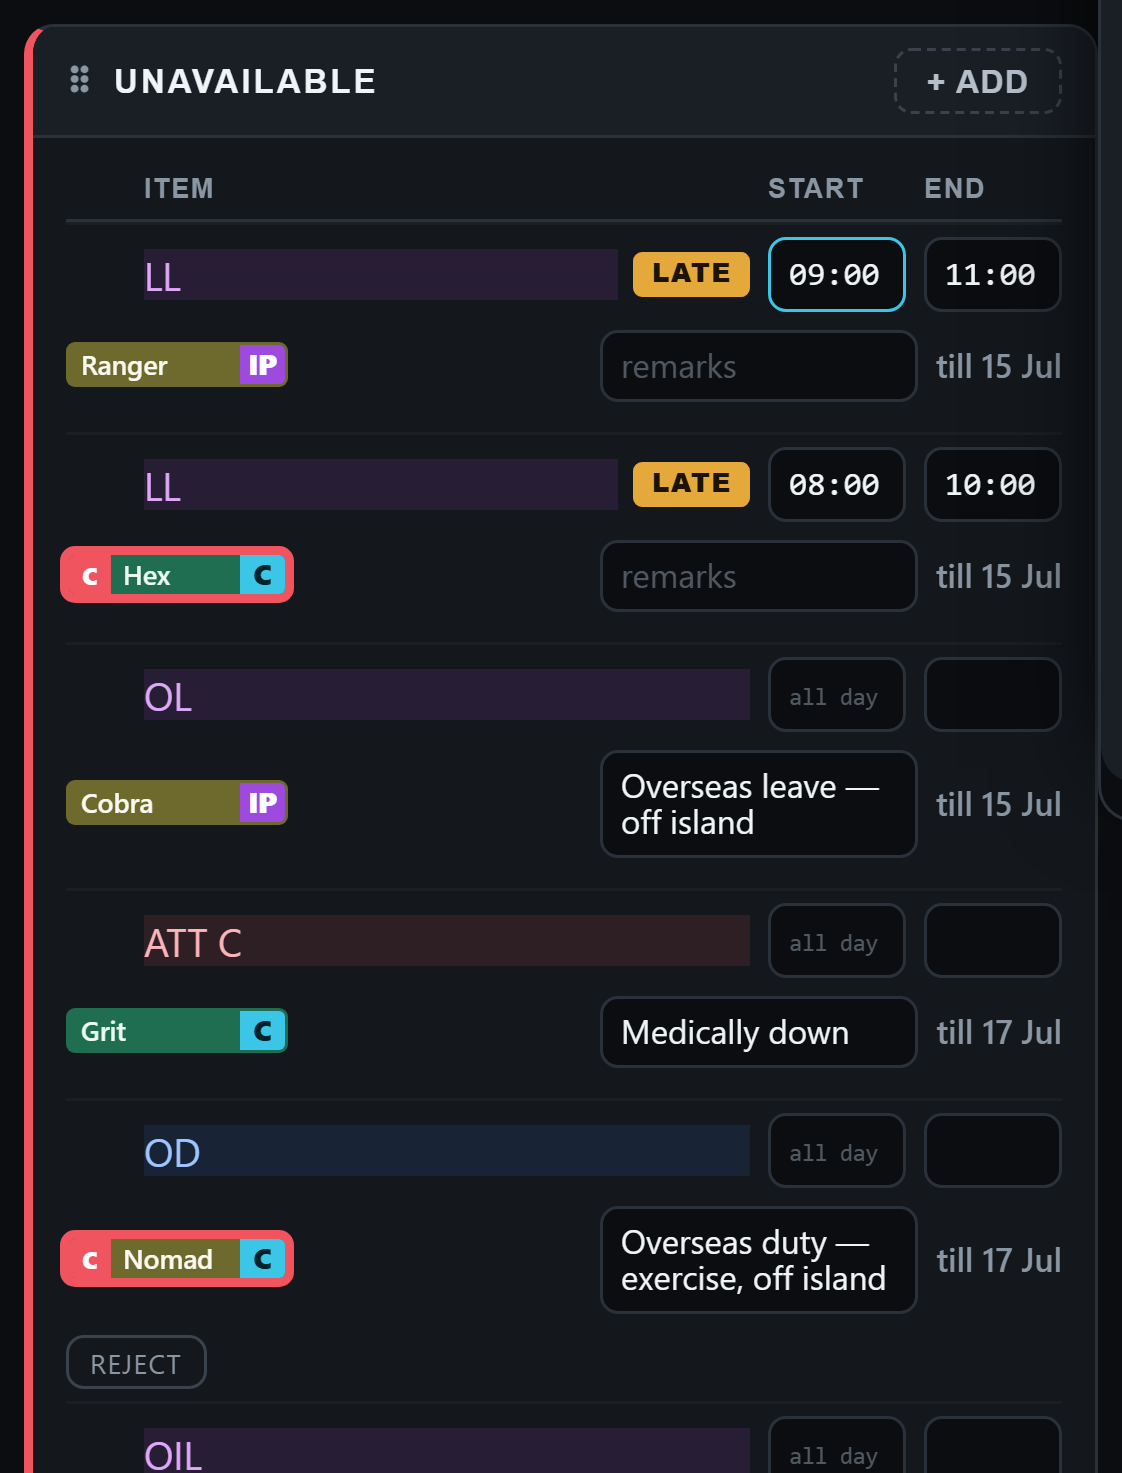 UNAVAILABLE
+ ADD
ITEM START END
LL LATE 09:00 11:00
Ranger IP remarks till 15 Jul
LL LATE 08:00 10:00
C Hex C remarks till 15 Jul
OL all day
Overseas leave —
off island
Cobra IP till 15 Jul
ATT C all day
Grit C Medically down till 17 Jul
OD all day
Overseas duty —
exercise, off island
C Nomad C till 17 Jul
REJECT
OIL all day